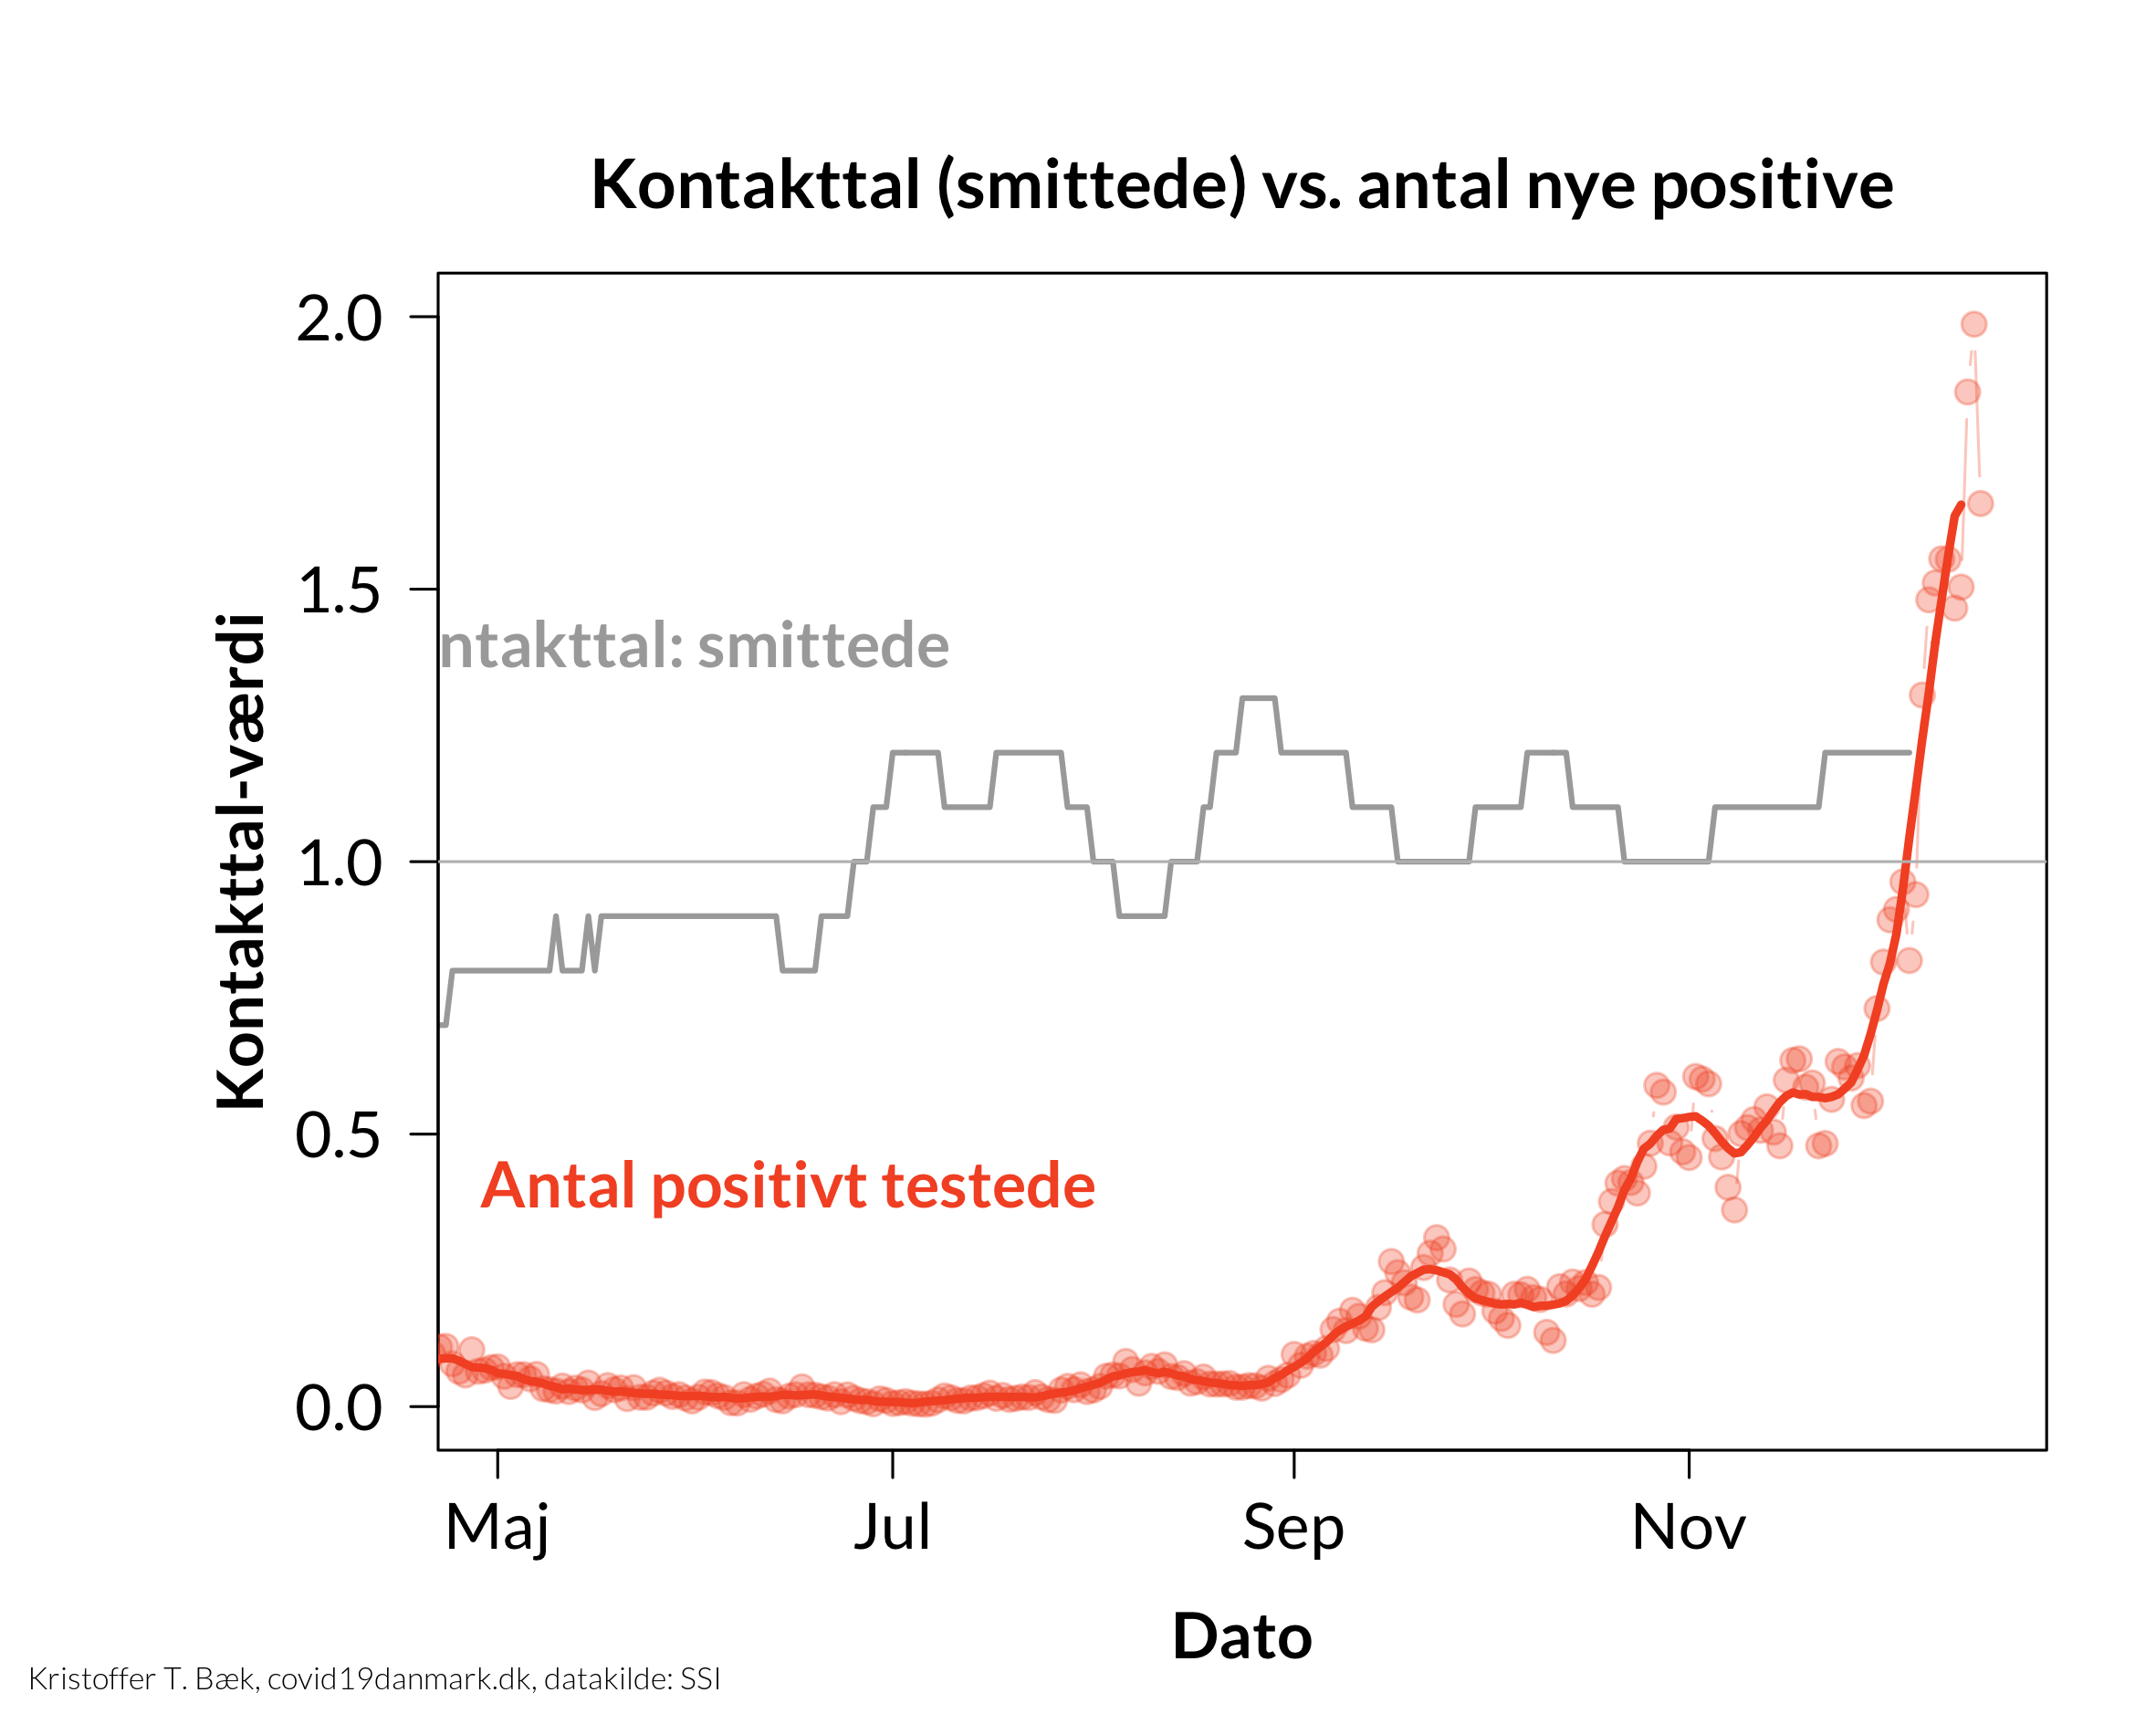 Kontakttal (smittede) vs. antal nye positive
2.0
1.5
1.0
0.5
0.0
Kontakttal-værdi
ntakttal: smittede
Antal positivt testede
Maj Jul Sep Nov
Dato
Kristoffer T. Bæk, covid19danmark.dk, datakilde: SSI